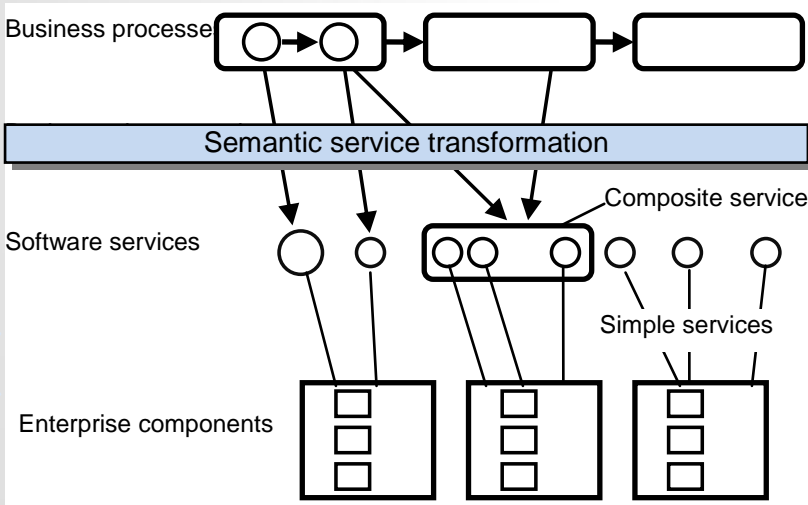 Business processe
Semantic service transformation
Composite service
Software services
Simple services
Enterprise components